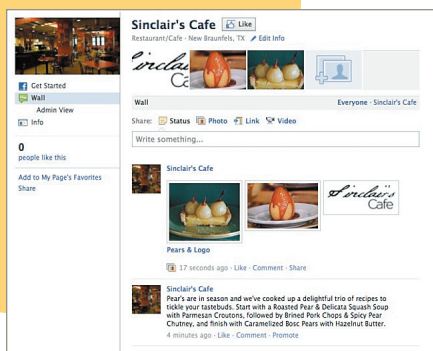 Sinclair's Cafe Like
Restaurant/Cafe · New Braunfels, TX Edit Info
Sinclair's
Cafe
Get Started
Wall
Admin View
Info
0
people like this
Add to My Page's Favorites
Share
Wall Everyone · Sinclair's Cafe
Share: Status Photo Link Video
Write something...
Sinclair's Cafe
Sinclair's
Cafe
Pears & Logo
17 seconds ago · Like · Comment · Share
Sinclair's Cafe
Pear's are in season and we've cooked up a delightful trio of recipes to
tickle your tastebuds. Start with a Roasted Pear & Delicata Squash Soup
with Parmesan Croutons, followed by Brined Pork Chops & Spicy Pear
Chutney, and finish with Caramelized Bosc Pears with Hazelnut Butter.
4 minutes ago · Like · Comment · Promote